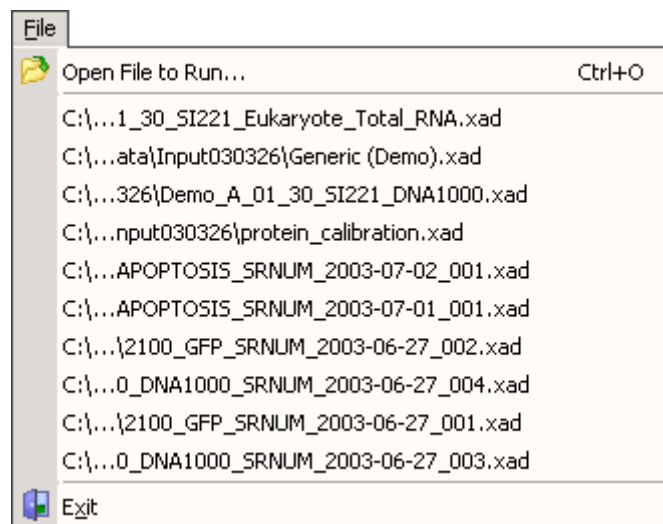 File
Open File to Run... Ctrl+O
C:\...1_30_SI221_Eukaryote_Total_RNA.xad
C:\...ata\Input030326\Generic (Demo).xad
C:\...326\Demo_A_01_30_SI221_DNA1000.xad
C:\...nput030326\protein_calibration.xad
C:\...APOPTOSIS_SRNUM_2003-07-02_001.xad
C:\...APOPTOSIS_SRNUM_2003-07-01_001.xad
C:\...\2100_GFP_SRNUM_2003-06-27_002.xad
C:\...0_DNA1000_SRNUM_2003-06-27_004.xad
C:\...\2100_GFP_SRNUM_2003-06-27_001.xad
C:\...0_DNA1000_SRNUM_2003-06-27_003.xad
Exit